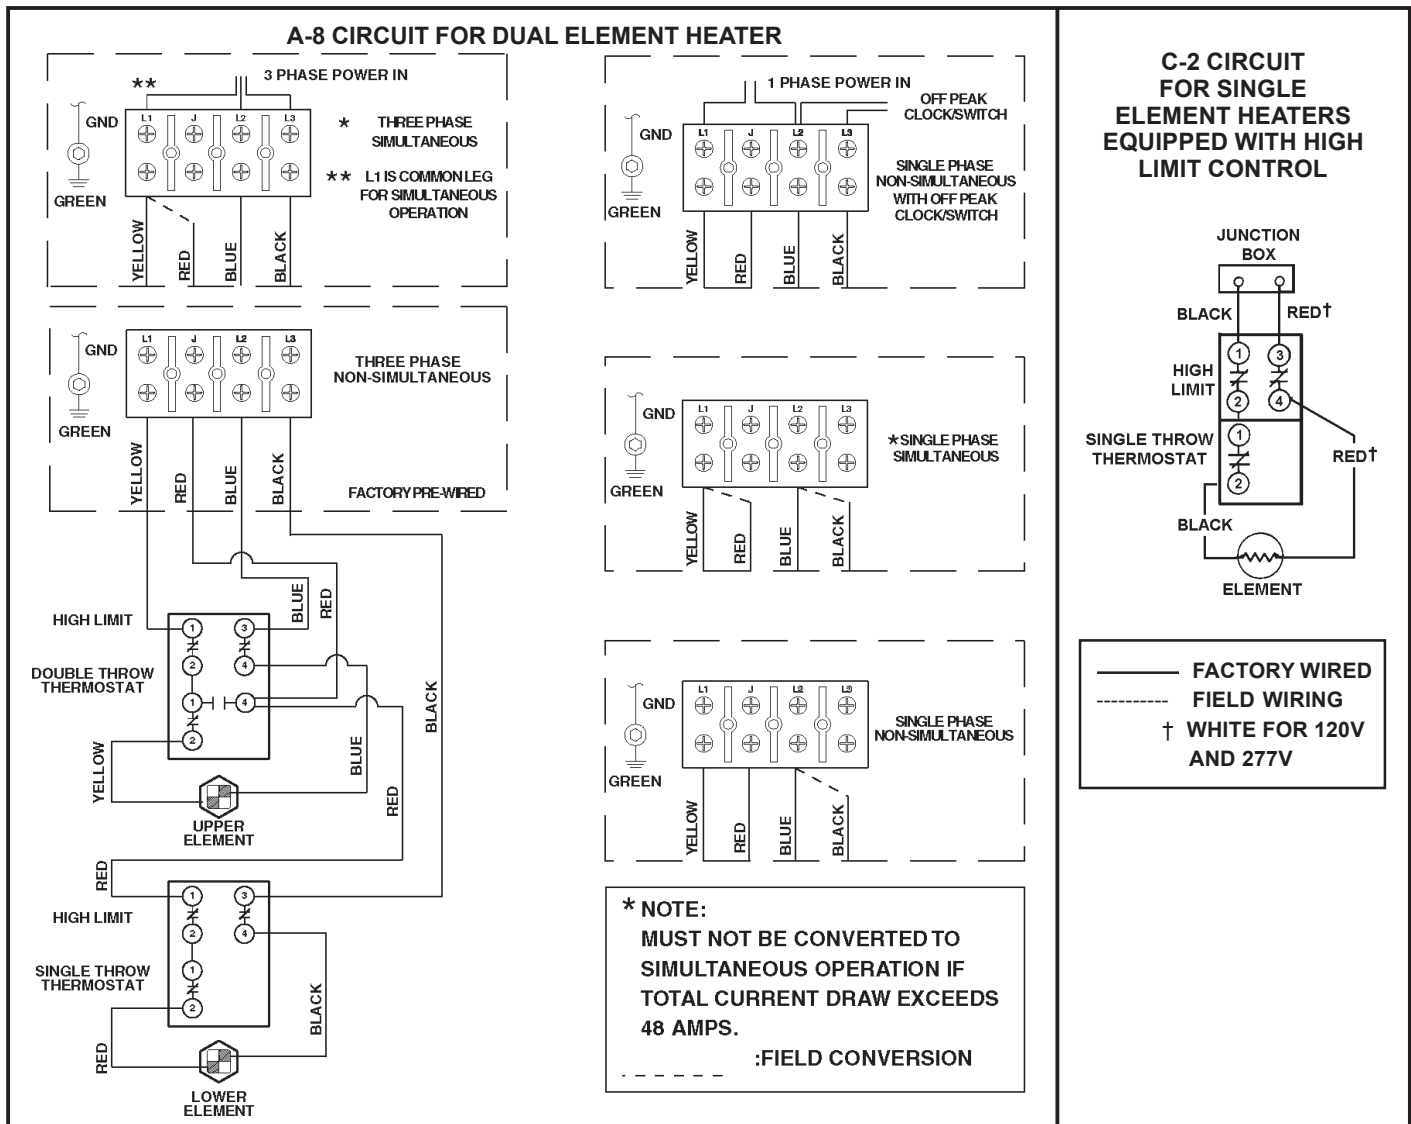 A-8 CIRCUIT FOR DUAL ELEMENT HEATER
**
3 PHASE POWER IN
GND
L1 J L2 L3
* THREE PHASE
SIMULTANEOUS
** L1 IS COMMON LEG
FOR SIMULTANEOUS
OPERATION
GREEN
YELLOW
RED
BLUE
BLACK
GND
L1 J L2 L3
THREE PHASE
NON-SIMULTANEOUS
GREEN
YELLOW
RED
BLUE
BLACK
FACTORY PRE-WIRED
BLUE
RED
HIGH LIMIT
1 3
2 4
DOUBLE THROW
THERMOSTAT
1 4
2
BLACK
YELLOW
BLUE
RED
UPPER
ELEMENT
RED
1 3
HIGH LIMIT
2 4
SINGLE THROW
THERMOSTAT
1
2
BLACK
RED
LOWER
ELEMENT
1 PHASE POWER IN
OFF PEAK
CLOCK/SWITCH
GND
L1 J L2 L3
SINGLE PHASE
NON-SIMULTANEOUS
WITH OFF PEAK
CLOCK/SWITCH
GREEN
YELLOW
RED
BLUE
BLACK
GND
L1 J L2 L3
*SINGLE PHASE
SIMULTANEOUS
GREEN
YELLOW
RED
BLUE
BLACK
GND
L1 J L2 L3
SINGLE PHASE
NON-SIMULTANEOUS
GREEN
YELLOW
RED
BLUE
BLACK
* NOTE:
MUST NOT BE CONVERTED TO
SIMULTANEOUS OPERATION IF
TOTAL CURRENT DRAW EXCEEDS
48 AMPS.
:FIELD CONVERSION
C-2 CIRCUIT
FOR SINGLE
ELEMENT HEATERS
EQUIPPED WITH HIGH
LIMIT CONTROL
JUNCTION
BOX
BLACK
RED†
1 3
HIGH
LIMIT
2 4
SINGLE THROW
THERMOSTAT
1
2
RED†
BLACK
ELEMENT
FACTORY WIRED
FIELD WIRING
† WHITE FOR 120V
AND 277V